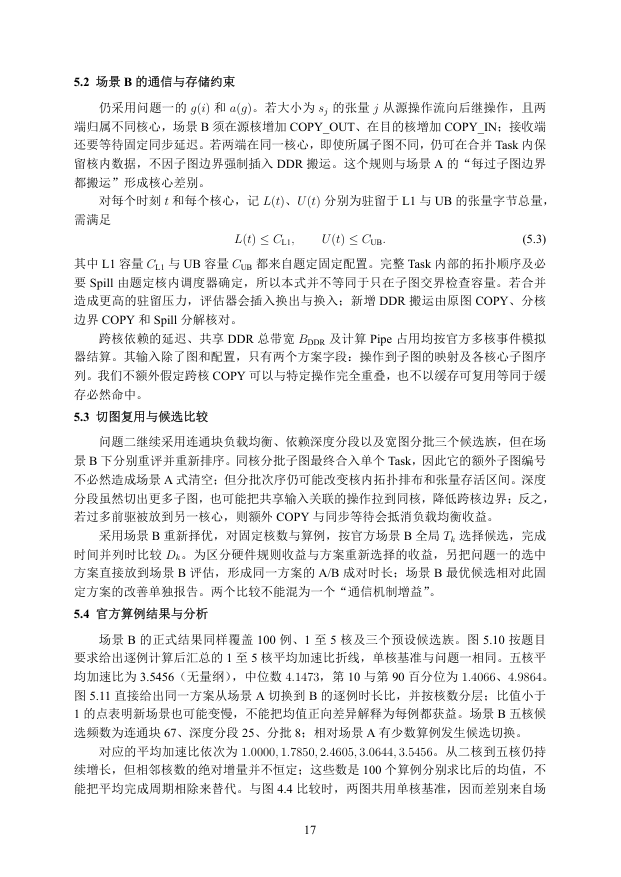 5.2 场景 B 的通信与存储约束
仍采用问题一的 g(i) 和 a(g)。若大小为 s_j 的张量 j 从源操作流向后继操作，且两
端归属不同核心，场景 B 须在源核增加 COPY_OUT、在目的核增加 COPY_IN；接收端
还要等待固定同步延迟。若两端在同一核心，即使所属子图不同，仍可在合并 Task 内保
留核内数据，不因子图边界强制插入 DDR 搬运。这个规则与场景 A 的“每过子图边界
都搬运”形成核心差别。
对每个时刻 t 和每个核心，记 L(t)、U(t) 分别为驻留于 L1 与 UB 的张量字节总量，
需满足
L(t) ≤ C_{L1}, U(t) ≤ C_{UB}. (5.3)
其中 L1 容量 C_{L1} 与 UB 容量 C_{UB} 都来自题定固定配置。完整 Task 内部的拓扑顺序及必
要 Spill 由题定核内调度器确定，所以本式并不等同于只在子图交界检查容量。若合并
造成更高的驻留压力，评估器会插入换出与换入；新增 DDR 搬运由原图 COPY、分核
边界 COPY 和 Spill 分解核对。
跨核依赖的延迟、共享 DDR 总带宽 B_{DDR} 及计算 Pipe 占用均按官方多核事件模拟
器结算。其输入除了图和配置，只有两个方案字段：操作到子图的映射及各核心子图序
列。我们不额外假定跨核 COPY 可以与特定操作完全重叠，也不以缓存可复用等同于缓
存必然命中。
5.3 切图复用与候选比较
问题二继续采用连通块负载均衡、依赖深度分段以及宽图分批三个候选族，但在场
景 B 下分别重评并重新排序。同核分批子图最终合入单个 Task，因此它的额外子图编号
不必然造成场景 A 式清空；但分批次序仍可能改变核内拓扑排布和张量存活区间。深度
分段虽然切出更多子图，也可能把共享输入关联的操作拉到同核，降低跨核边界；反之，
若过多前驱被放到另一核心，则额外 COPY 与同步等待会抵消负载均衡收益。
采用场景 B 重新择优，对固定核数与算例，按官方场景 B 全局 T_k 选择候选，完成
时间并列时比较 D_k。为区分硬件规则收益与方案重新选择的收益，另把问题一的选中
方案直接放到场景 B 评估，形成同一方案的 A/B 成对时长；场景 B 最优候选相对此固
定方案的改善单独报告。两个比较不能混为一个“通信机制增益”。
5.4 官方算例结果与分析
场景 B 的正式结果同样覆盖 100 例、1 至 5 核及三个预设候选族。图 5.10 按题目
要求给出逐例计算后汇总的 1 至 5 核平均加速比折线，单核基准与问题一相同。五核平
均加速比为 3.5456（无量纲），中位数 4.1473，第 10 与第 90 百分位为 1.4066、4.9864。
图 5.11 直接给出同一方案从场景 A 切换到 B 的逐例时长比，并按核数分层；比值小于
1 的点表明新场景也可能变慢，不能把均值正向差异解释为每例都获益。场景 B 五核候
选频数为连通块 67、深度分段 25、分批 8；相对场景 A 有少数算例发生候选切换。
对应的平均加速比依次为 1.0000, 1.7850, 2.4605, 3.0644, 3.5456。从二核到五核仍持
续增长，但相邻核数的绝对增量并不恒定；这些数是 100 个算例分别求比后的均值，不
能把平均完成周期相除来替代。与图 4.4 比较时，两图共用单核基准，因而差别来自场
17